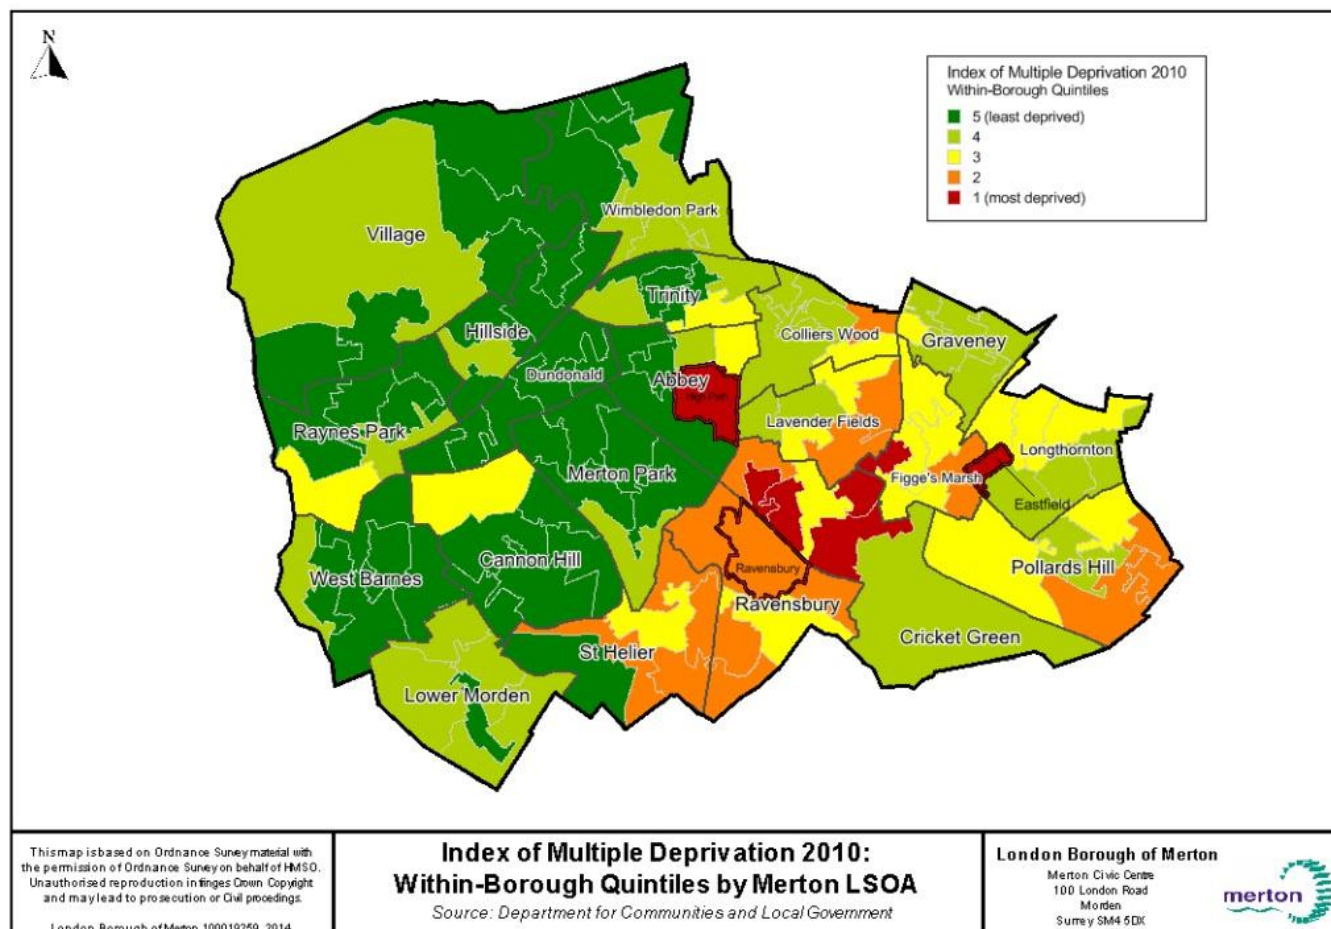 N
Index of Multiple Deprivation 2010
Within-Borough Quintiles
5 (least deprived)
4
3
2
1 (most deprived)
Wimbledon Park
Village
Trinity
Hillside
Colliers Wood
Graveney
Dundonald
Abbey
High Path
Lavender Fields
Raynes Park
Longthornton
Merton Park
Figge's Marsh
Eastfield
Cannon Hill
West Barnes
Ravensbury
Pollards Hill
Ravensbury
Cricket Green
St Helier
Lower Morden
This map is based on Ordnance Survey material with
the permission of Ordnance Survey on behalf of HMSO.
Unauthorised reproduction infringes Crown Copyright
and may lead to prosecution or Civil procedings.
London Borough of Merton 100019259. 2014
Index of Multiple Deprivation 2010:
Within-Borough Quintiles by Merton LSOA
Source: Department for Communities and Local Government
London Borough of Merton
Merton Civic Centre
100 London Road
Morden
Surrey SM4 5DX
merton